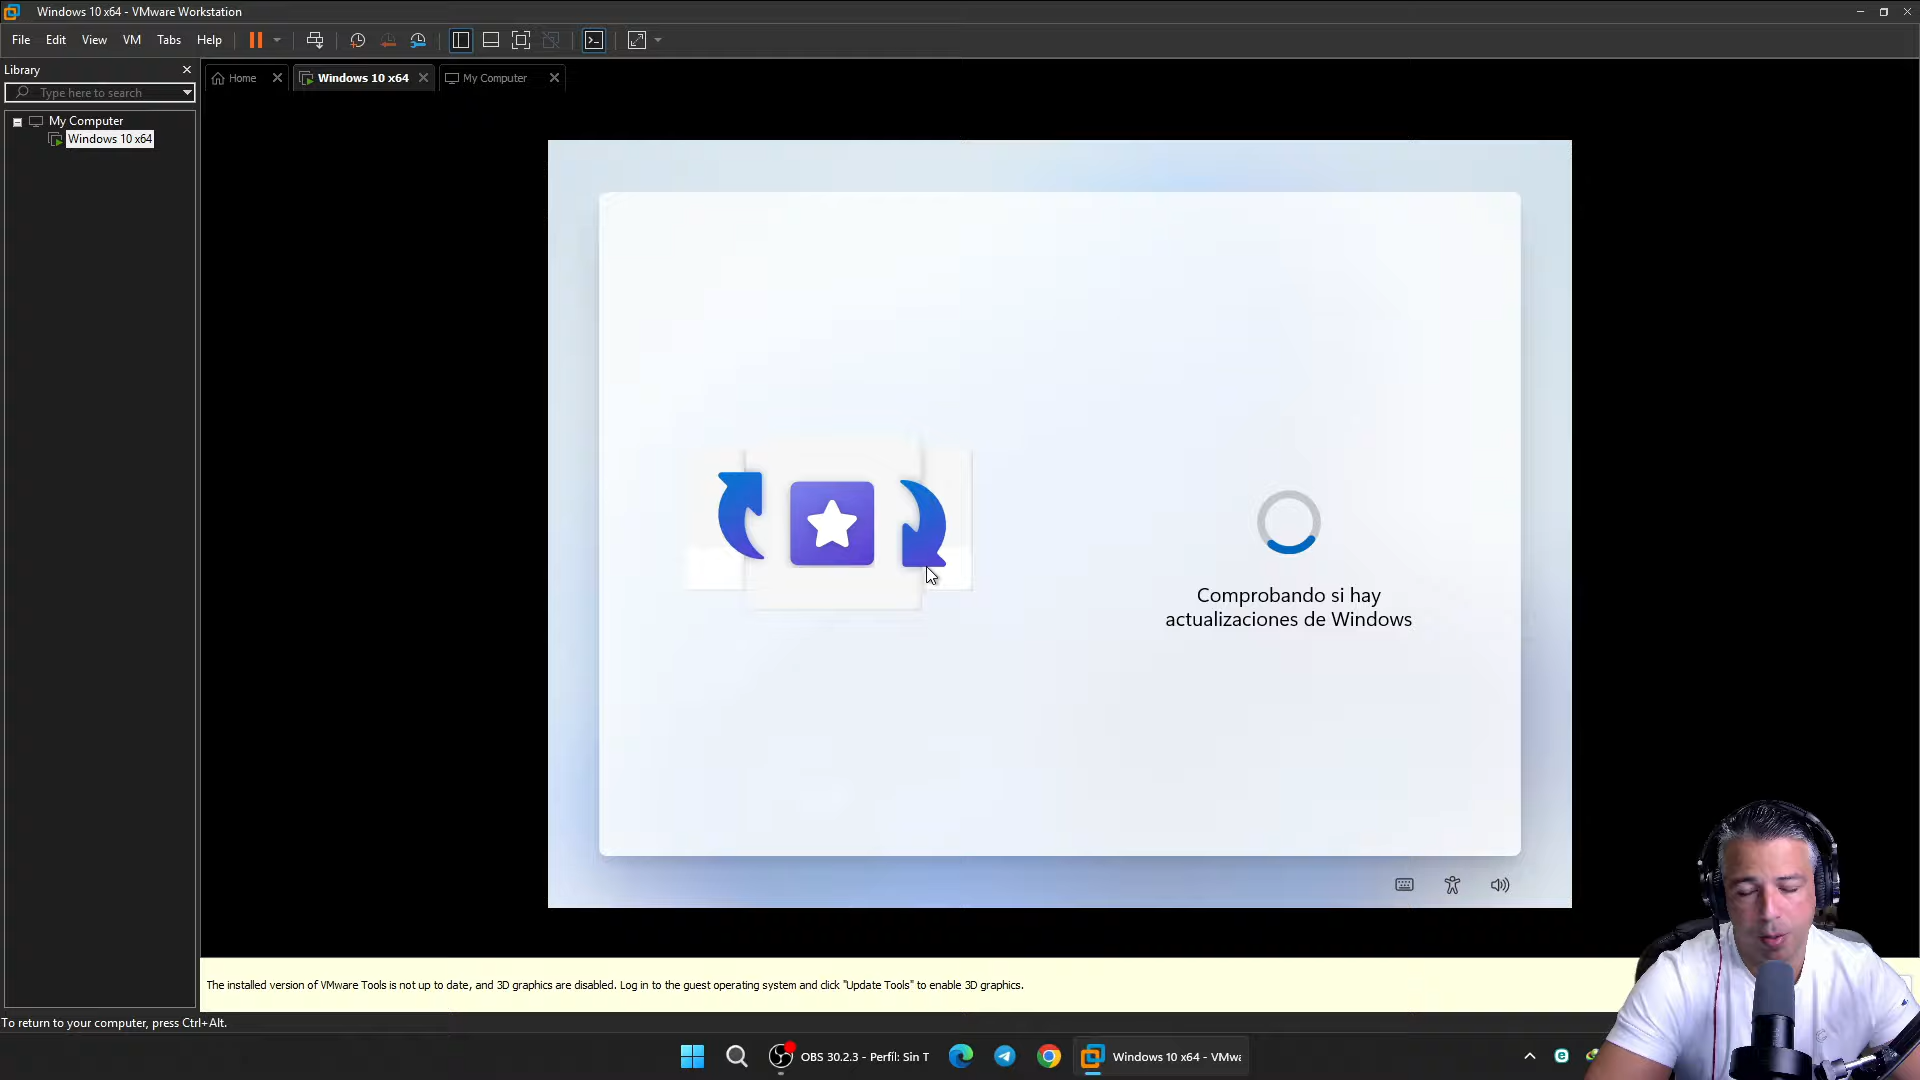 Windows 10 x64 - VMware Workstation
File Edit View VM Tabs Help
Library
Type here to search
Home
Windows 10 x64
My Computer
My Computer
Windows 10 x64
Comprobando si hay
actualizaciones de Windows
The installed version of VMware Tools is not up to date, and 3D graphics are disabled. Log in to the guest operating system and click "Update Tools" to enable 3D graphics.
To return to your computer, press Ctrl+Alt.
OBS 30.2.3 - Perfil: Sin T
Windows 10 x64 - VMwa